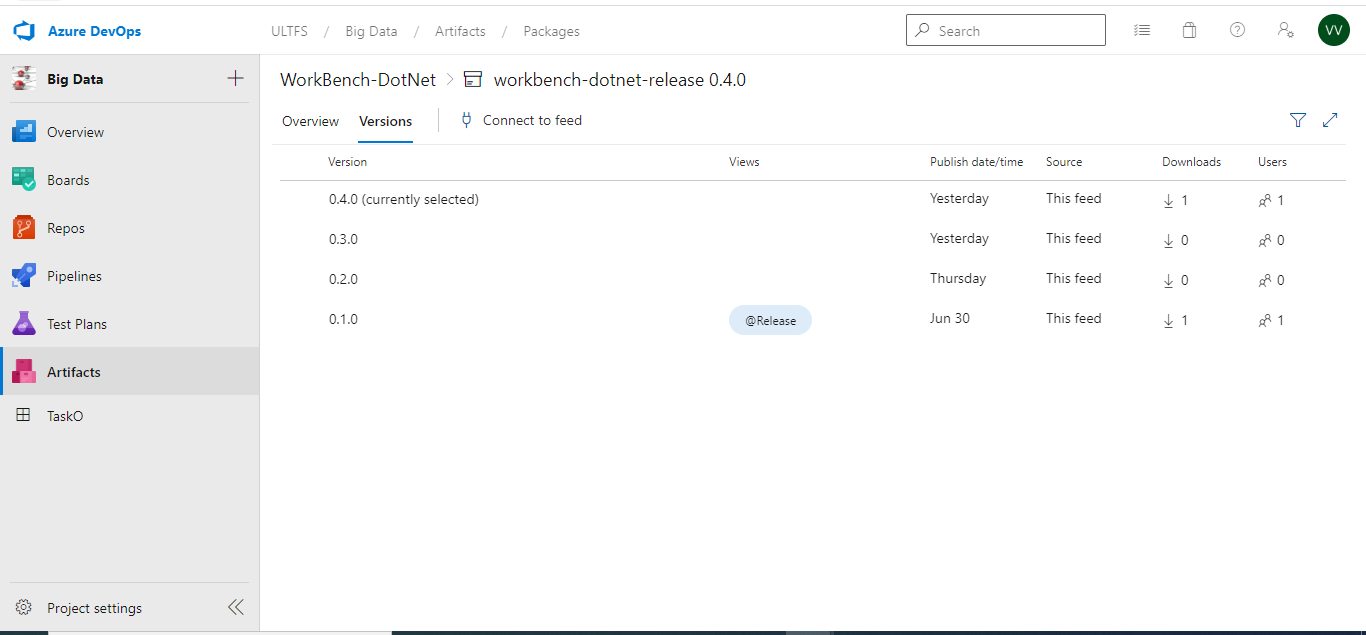 Azure DevOps
ULTFS / Big Data / Artifacts / Packages
Search
VV
Big Data
Overview
Boards
Repos
Pipelines
Test Plans
Artifacts
TaskO
Project settings
WorkBench-DotNet > workbench-dotnet-release 0.4.0
Overview Versions Connect to feed
Version Views Publish date/time Source Downloads Users
0.4.0 (currently selected) Yesterday This feed 1 1
0.3.0 Yesterday This feed 0 0
0.2.0 Thursday This feed 0 0
0.1.0 @Release Jun 30 This feed 1 1